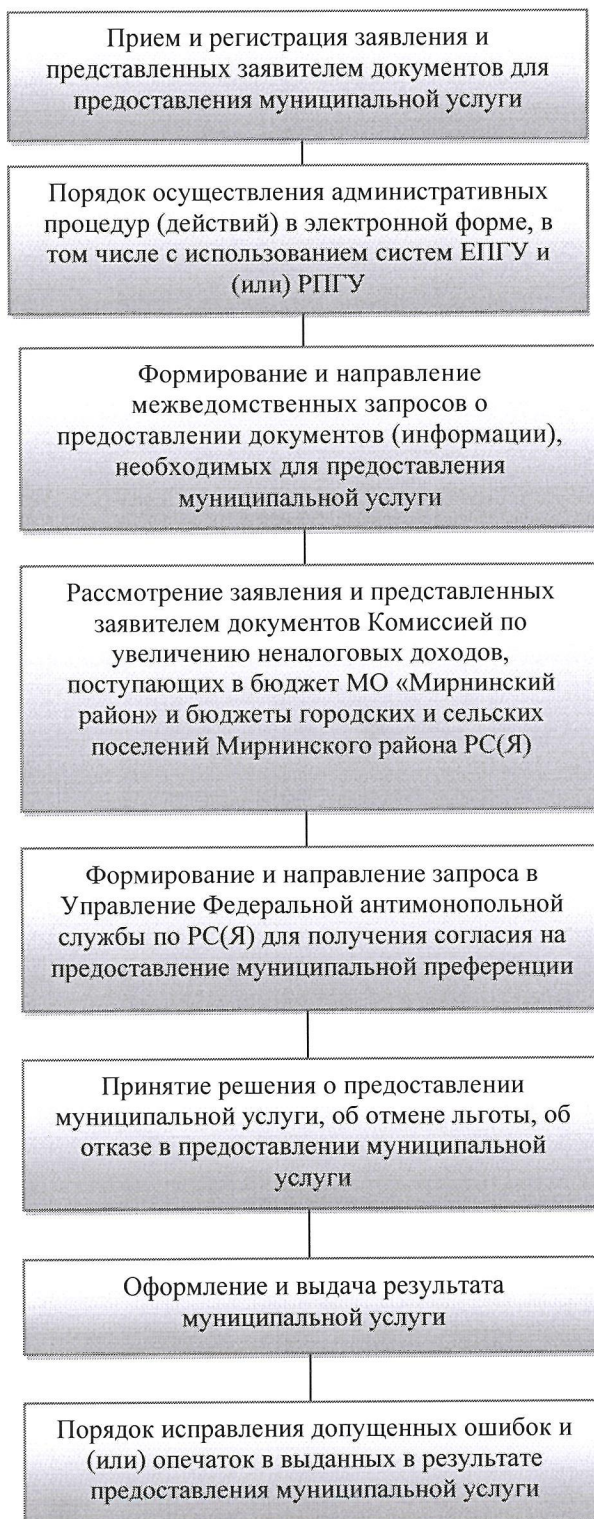 Прием и регистрация заявления и
представленных заявителем документов для
предоставления муниципальной услуги
Порядок осуществления административных
процедур (действий) в электронной форме, в
том числе с использованием систем ЕПГУ и
(или) РПГУ
Формирование и направление
межведомственных запросов о
предоставлении документов (информации),
необходимых для предоставления
муниципальной услуги
Рассмотрение заявления и представленных
заявителем документов Комиссией по
увеличению неналоговых доходов,
поступающих в бюджет МО «Мирнинский
район» и бюджеты городских и сельских
поселений Мирнинского района РС(Я)
Формирование и направление запроса в
Управление Федеральной антимонопольной
службы по РС(Я) для получения согласия на
предоставление муниципальной преференции
Принятие решения о предоставлении
муниципальной услуги, об отмене льготы, об
отказе в предоставлении муниципальной
услуги
Оформление и выдача результата
муниципальной услуги
Порядок исправления допущенных ошибок и
(или) опечаток в выданных в результате
предоставления муниципальной услуги